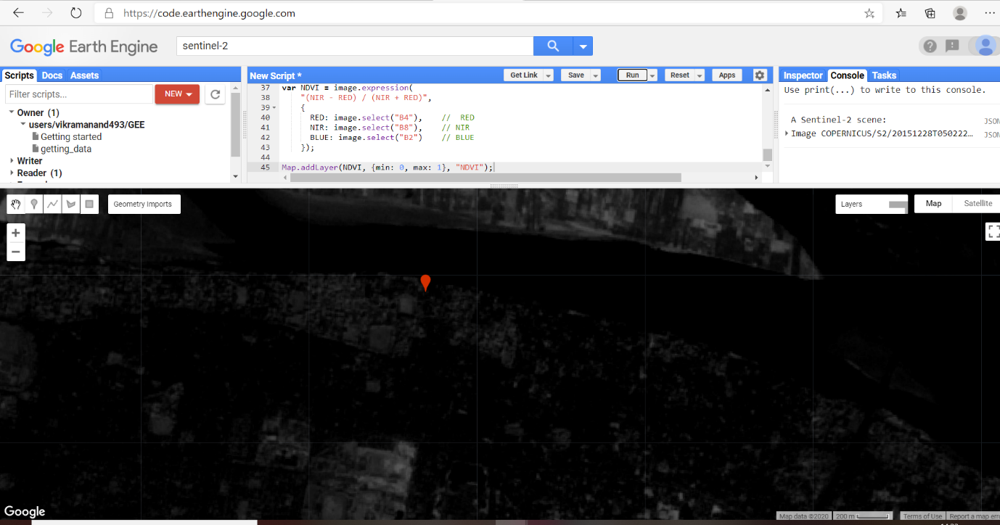 https://code.earthengine.google.com
Google Earth Engine
sentinel-2
Scripts Docs Assets
New Script *
Get Link Save Run Reset Apps
Inspector Console Tasks
Filter scripts...
NEW
Owner (1)
users/vikramanand493/GEE
Getting started
getting_data
Writer
Reader (1)
37 var NDVI = image.expression(
38 "(NIR - RED) / (NIR + RED)",
39 {
40 RED: image.select("B4"), // RED
41 NIR: image.select("B8"), // NIR
42 BLUE: image.select("B2") // BLUE
43 });
44
45 Map.addLayer(NDVI, {min: 0, max: 1}, "NDVI");
Use print(...) to write to this console.
A Sentinel-2 scene:
JSON
Image COPERNICUS/S2/20151228T050222...
JSON
Geometry Imports
Layers
Map Satellite
Google
Map data ©2020 200 m Terms of Use Report a map erro